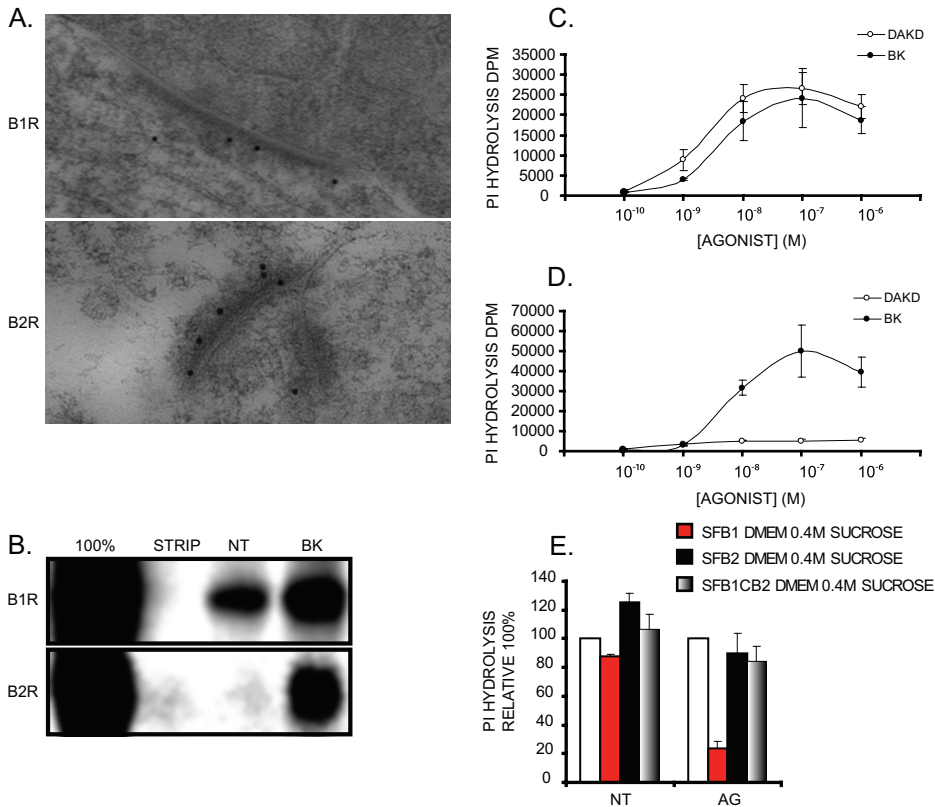 A.
B1R
B2R
B.
100% STRIP NT BK
B1R
B2R
C.
DAKD
BK
PI HYDROLYSIS DPM
35000
30000
25000
20000
15000
10000
5000
0
10-10 10-9 10-8 10-7 10-6
[AGONIST] (M)
D.
DAKD
BK
PI HYDROLYSIS DPM
70000
60000
50000
40000
30000
20000
10000
0
10-10 10-9 10-8 10-7 10-6
[AGONIST] (M)
E.
SFB1 DMEM 0.4M SUCROSE
SFB2 DMEM 0.4M SUCROSE
SFB1CB2 DMEM 0.4M SUCROSE
PI HYDROLYSIS
RELATIVE 100%
140
120
100
80
60
40
20
0
NT AG